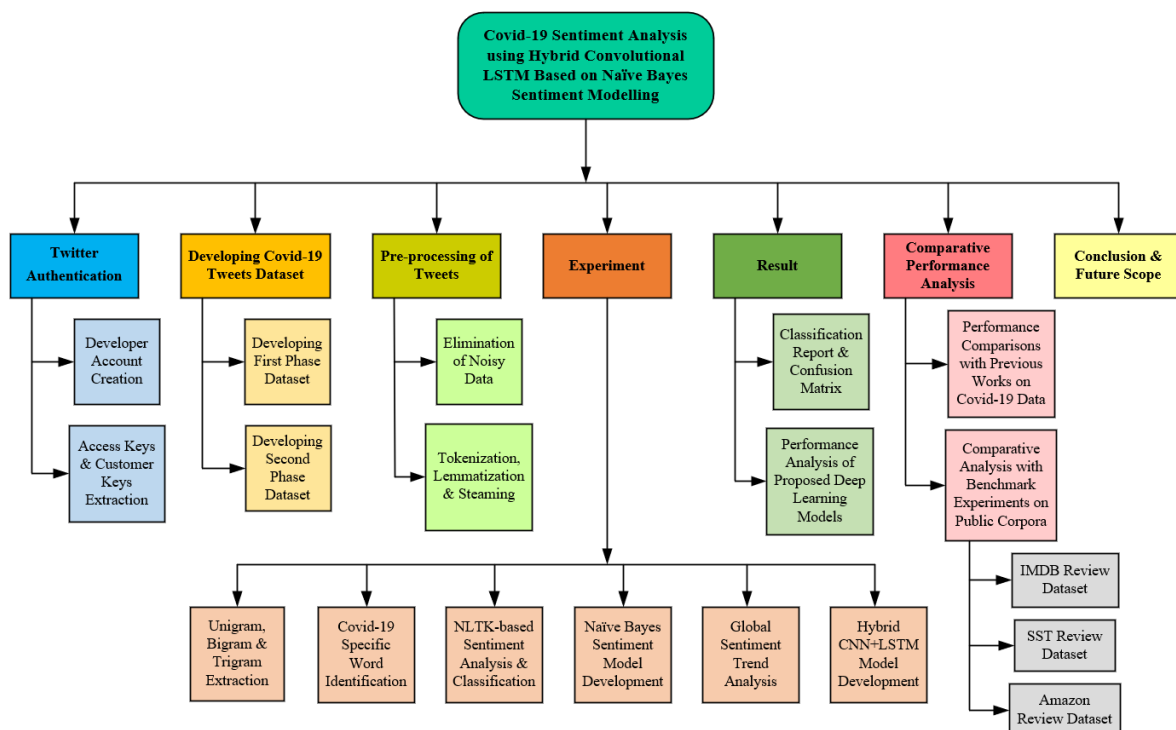 Covid-19 Sentiment Analysis
using Hybrid Convolutional
LSTM Based on Naïve Bayes
Sentiment Modelling
Twitter
Authentication
Developing Covid-19
Tweets Dataset
Pre-processing of
Tweets
Experiment
Result
Comparative
Performance
Analysis
Conclusion &
Future Scope
Developer
Account
Creation
Access Keys
& Customer
Keys
Extraction
Developing
First Phase
Dataset
Developing
Second
Phase
Dataset
Elimination
of Noisy
Data
Tokenization,
Lemmatization
& Steaming
Classification
Report &
Confusion
Matrix
Performance
Analysis of
Proposed Deep
Learning
Models
Performance
Comparisons
with Previous
Works on
Covid-19 Data
Comparative
Analysis with
Benchmark
Experiments on
Public Corpora
IMDB Review
Dataset
SST Review
Dataset
Amazon
Review Dataset
Unigram,
Bigram &
Trigram
Extraction
Covid-19
Specific
Word
Identification
NLTK-based
Sentiment
Analysis &
Classification
Naïve Bayes
Sentiment
Model
Development
Global
Sentiment
Trend
Analysis
Hybrid
CNN+LSTM
Model
Development